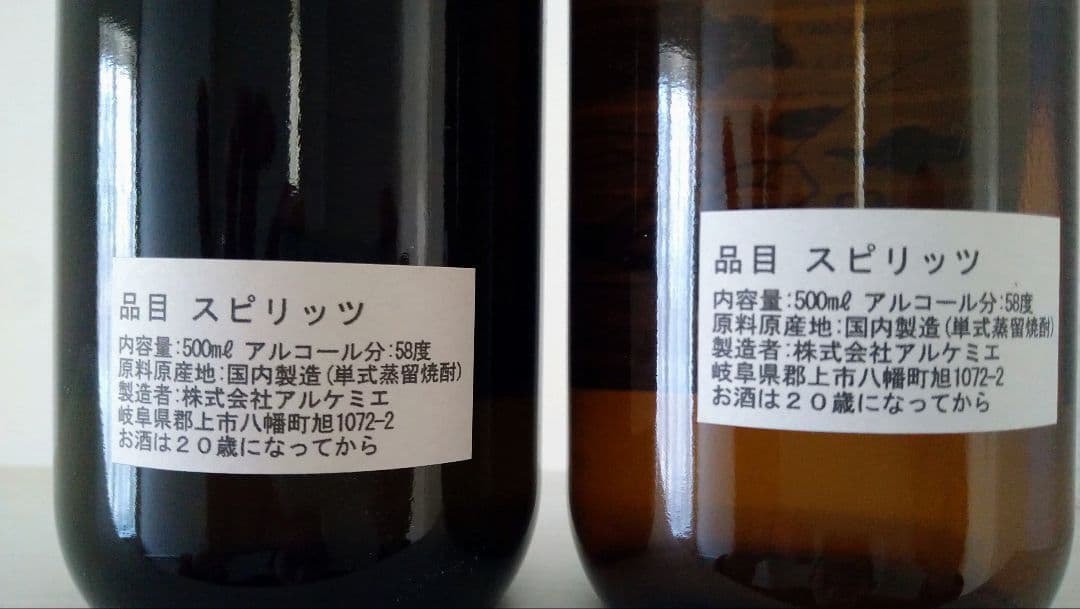 品目 スピリッツ
内容量:500mℓ アルコール分:58度
原料原産地:国内製造(単式蒸留焼酎)
製造者:株式会社アルケミエ
岐阜県郡上市八幡町旭1072-2
お酒は20歳になってから
品目 スピリッツ
内容量:500mℓ アルコール分:58度
原料原産地:国内製造(単式蒸留焼酎)
製造者:株式会社アルケミエ
岐阜県郡上市八幡町旭1072-2
お酒は20歳になってから